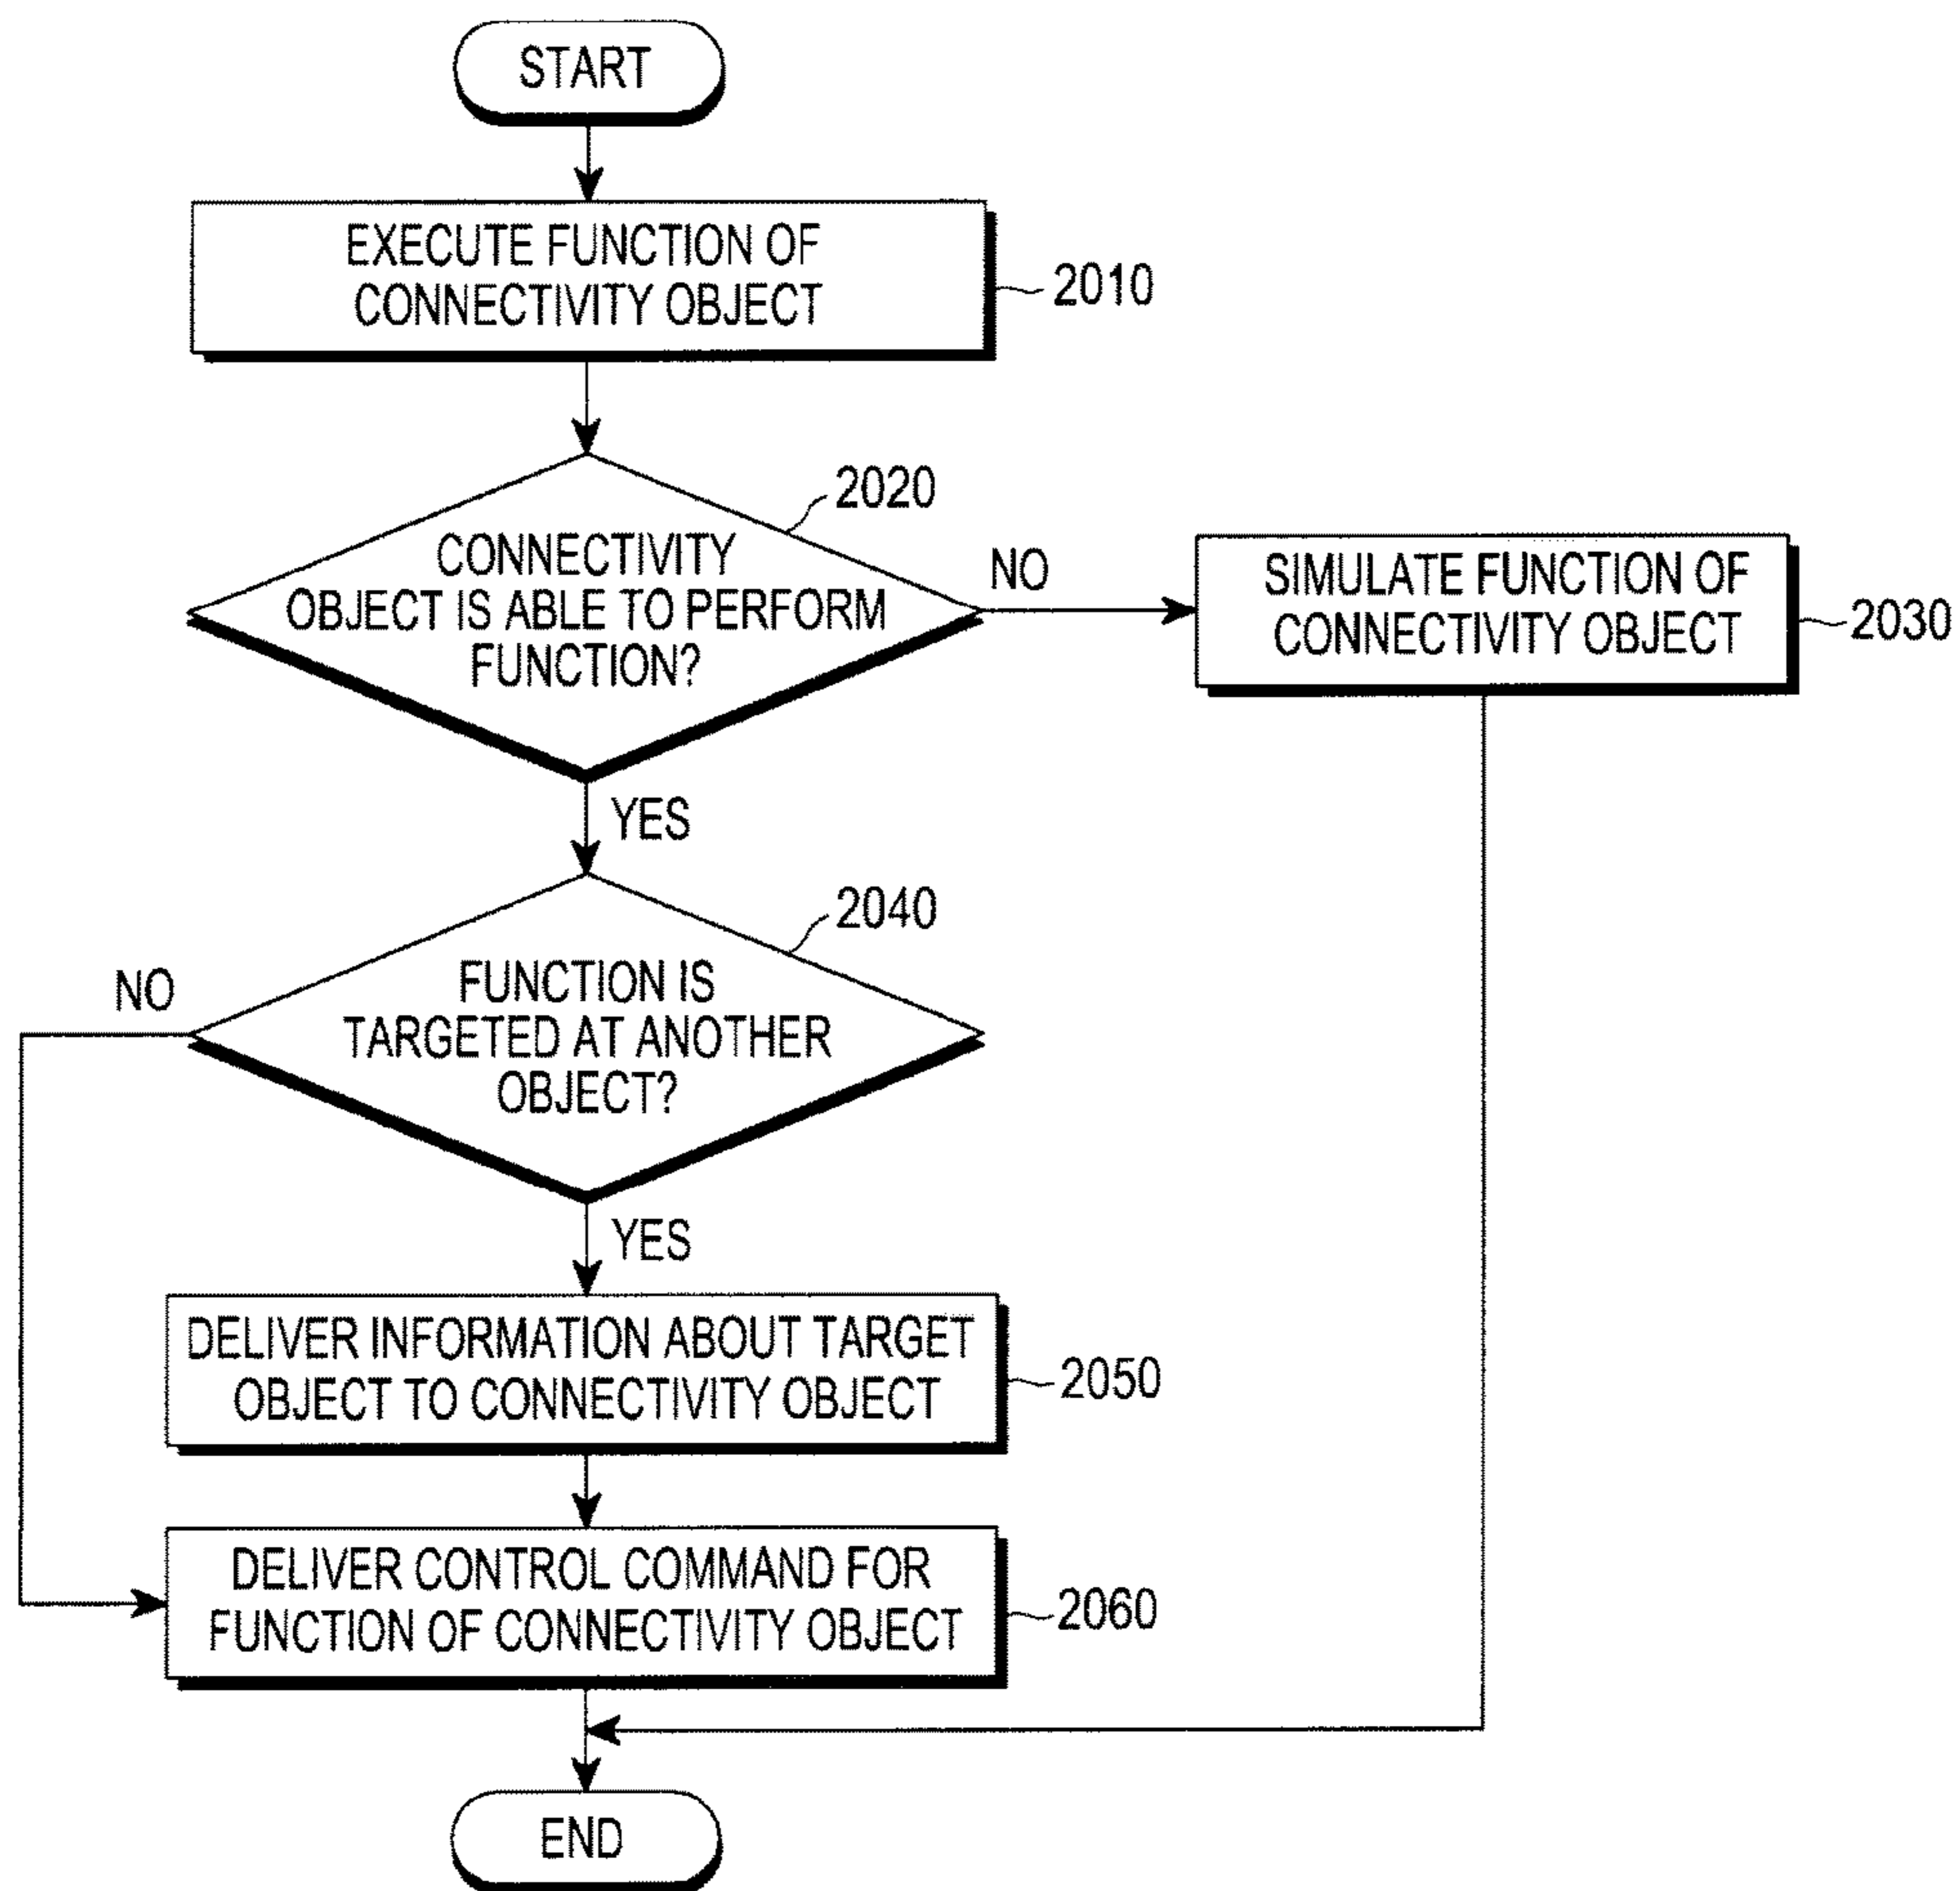 START
EXECUTE FUNCTION OF
CONNECTIVITY OBJECT
2010
2020
CONNECTIVITY
OBJECT IS ABLE TO PERFORM
FUNCTION?
NO
SIMULATE FUNCTION OF
CONNECTIVITY OBJECT
2030
YES
2040
NO
FUNCTION IS
TARGETED AT ANOTHER
OBJECT?
YES
DELIVER INFORMATION ABOUT TARGET
OBJECT TO CONNECTIVITY OBJECT
2050
DELIVER CONTROL COMMAND FOR
FUNCTION OF CONNECTIVITY OBJECT
2060
END